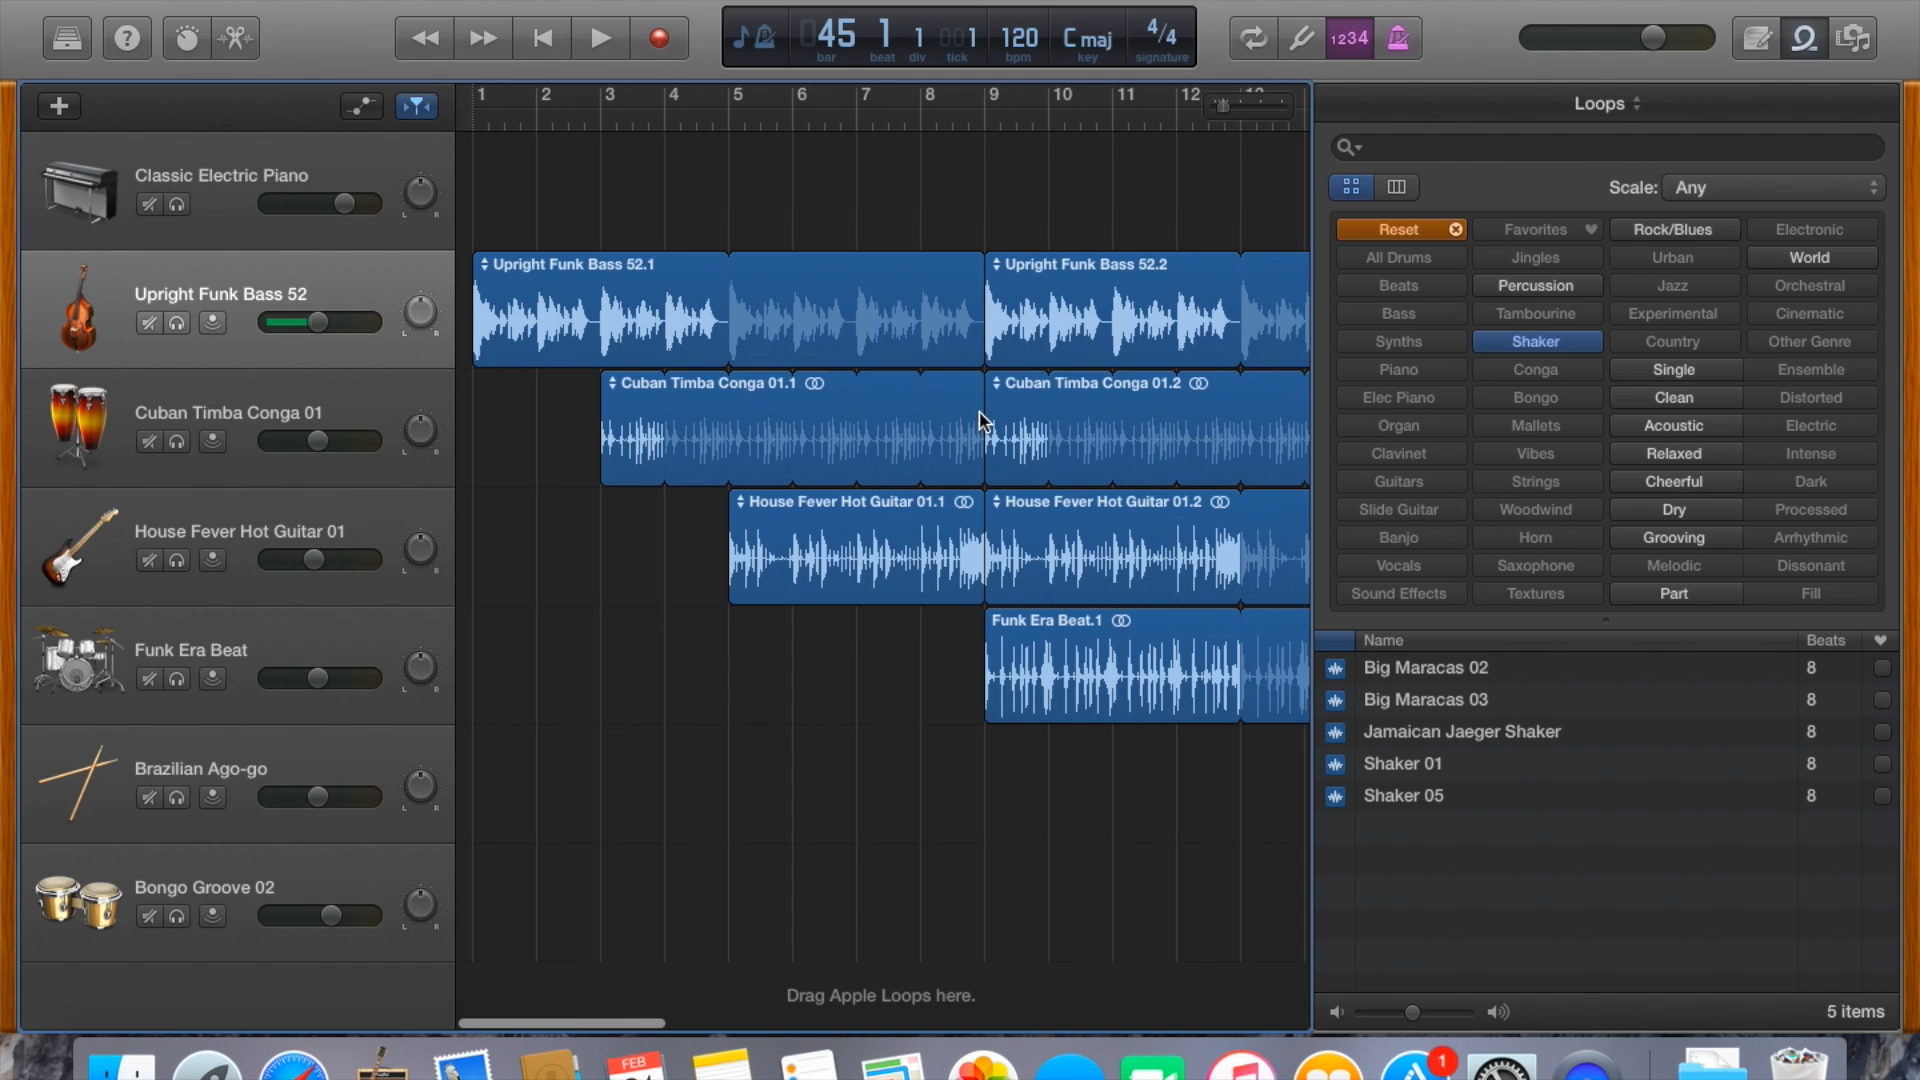 045 1 1 001 120 C maj 4/4
bar beat div tick bpm key signature
1234
1 2 3 4 5 6 7 8 9 10 11 12
Loops
Scale: Any
Classic Electric Piano
L R
Upright Funk Bass 52
L R
Cuban Timba Conga 01
L R
House Fever Hot Guitar 01
L R
Funk Era Beat
L R
Brazilian Ago-go
L R
Bongo Groove 02
L R
Upright Funk Bass 52.1
Upright Funk Bass 52.2
Cuban Timba Conga 01.1
Cuban Timba Conga 01.2
House Fever Hot Guitar 01.1
House Fever Hot Guitar 01.2
Funk Era Beat.1
Drag Apple Loops here.
Reset Favorites Rock/Blues Electronic
All Drums Jingles Urban World
Beats Percussion Jazz Orchestral
Bass Tambourine Experimental Cinematic
Synths Shaker Country Other Genre
Piano Conga Single Ensemble
Elec Piano Bongo Clean Distorted
Organ Mallets Acoustic Electric
Clavinet Vibes Relaxed Intense
Guitars Strings Cheerful Dark
Slide Guitar Woodwind Dry Processed
Banjo Horn Grooving Arrhythmic
Vocals Saxophone Melodic Dissonant
Sound Effects Textures Part Fill
Name Beats
Big Maracas 02 8
Big Maracas 03 8
Jamaican Jaeger Shaker 8
Shaker 01 8
Shaker 05 8
5 items
FEB
1